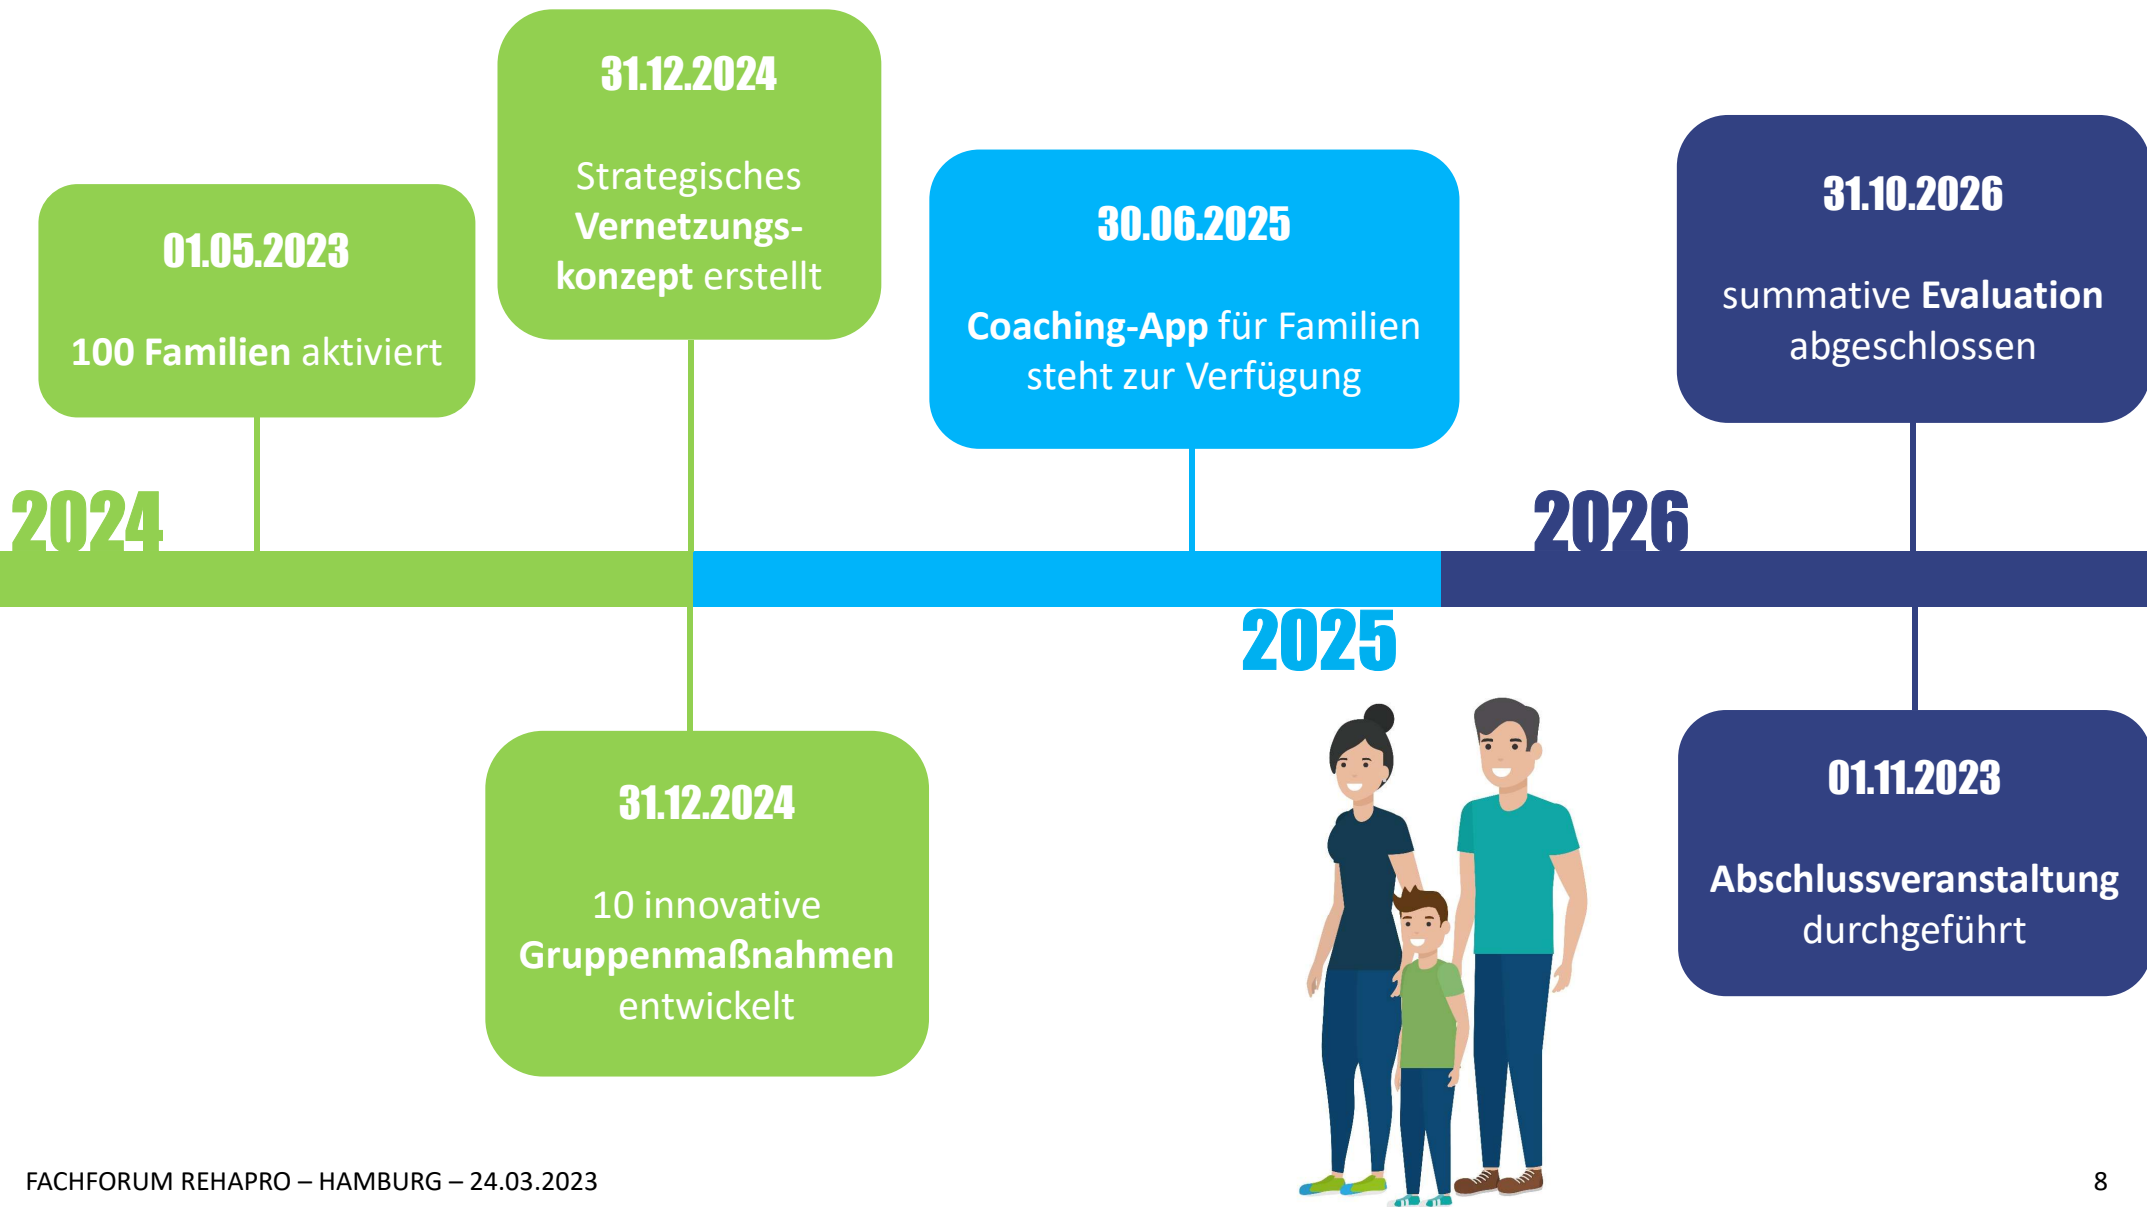 31.12.2024
Strategisches
Vernetzungs-
konzept erstellt
01.05.2023
100 Familien aktiviert
30.06.2025
Coaching-App für Familien
steht zur Verfügung
31.10.2026
summative Evaluation
abgeschlossen
2024
2026
2025
31.12.2024
10 innovative
Gruppenmaßnahmen
entwickelt
01.11.2023
Abschlussveranstaltung
durchgeführt
FACHFORUM REHAPRO – HAMBURG – 24.03.2023
8